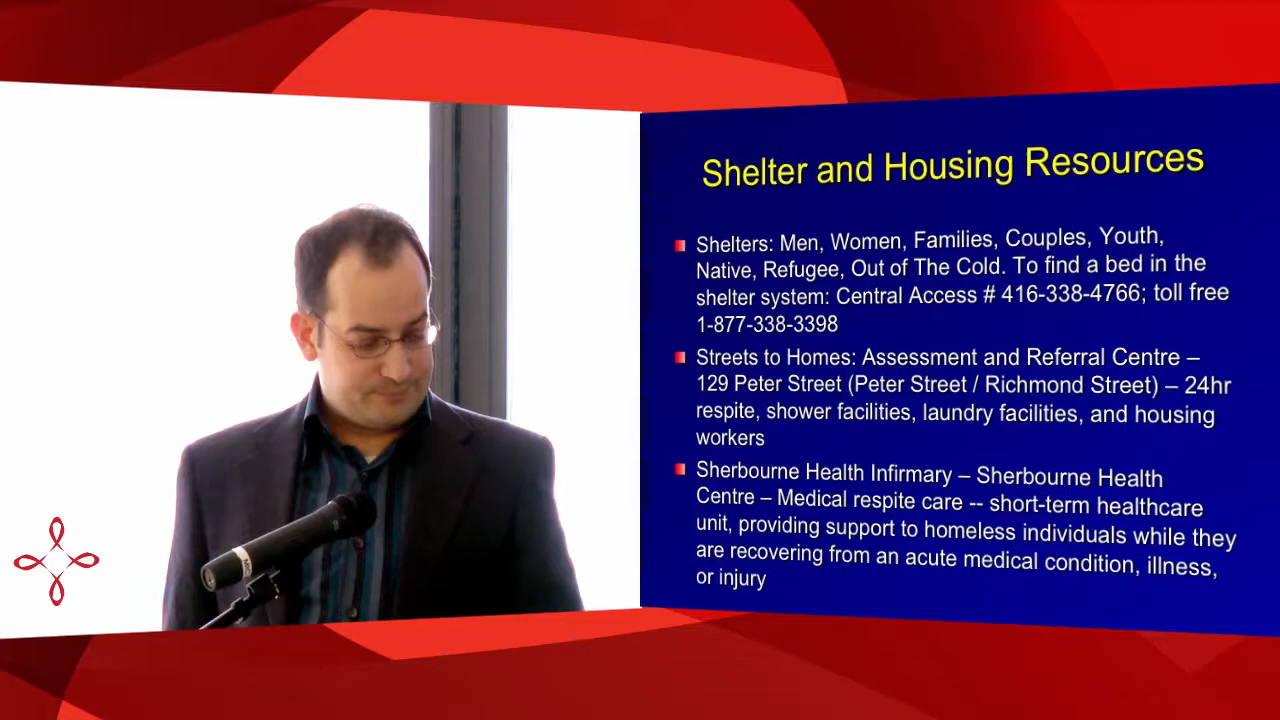 Shelter and Housing Resources
Shelters: Men, Women, Families, Couples, Youth,
Native, Refugee, Out of The Cold. To find a bed in the
shelter system: Central Access # 416-338-4766; toll free
1-877-338-3398
Streets to Homes: Assessment and Referral Centre –
129 Peter Street (Peter Street / Richmond Street) – 24hr
respite, shower facilities, laundry facilities, and housing
workers
Sherbourne Health Infirmary – Sherbourne Health
Centre – Medical respite care -- short-term healthcare
unit, providing support to homeless individuals while they
are recovering from an acute medical condition, illness,
or injury